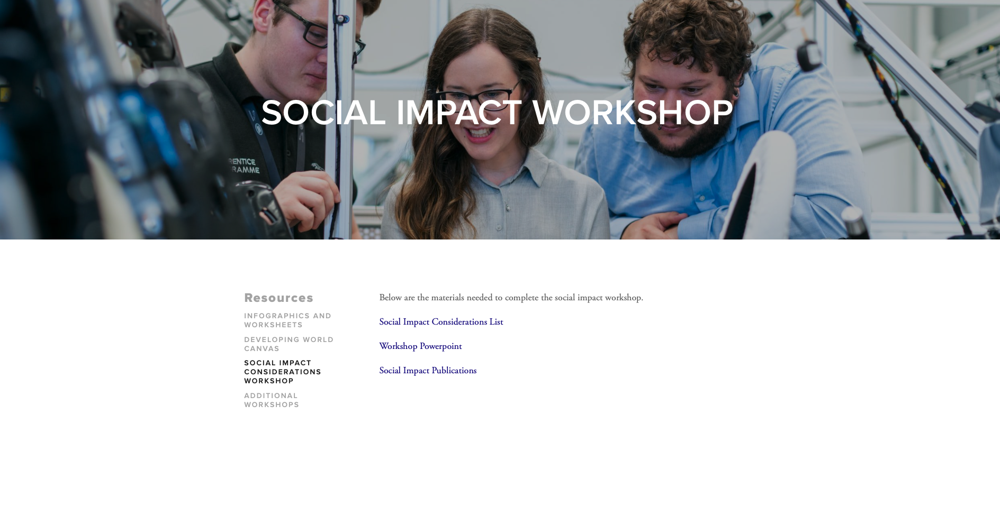 SOCIAL IMPACT WORKSHOP
RENTICE
RAMME
Resources
INFOGRAPHICS AND
WORKSHEETS
DEVELOPING WORLD
CANVAS
SOCIAL IMPACT
CONSIDERATIONS
WORKSHOP
ADDITIONAL
WORKSHOPS
Below are the materials needed to complete the social impact workshop.
Social Impact Considerations List
Workshop Powerpoint
Social Impact Publications